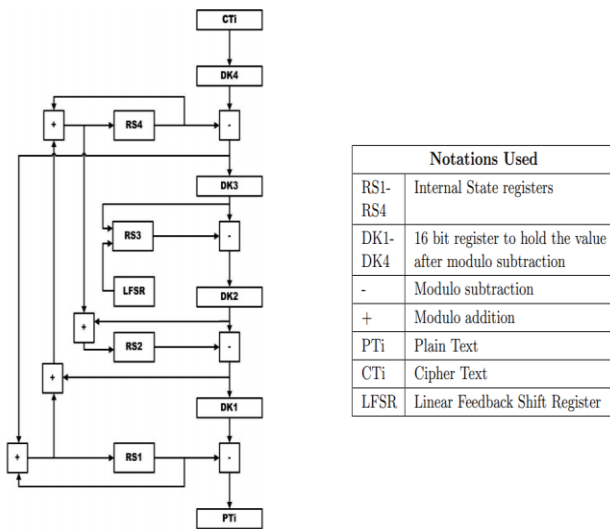 CTi
DK4
+
RS4
-
DK3
RS3
-
LFSR
DK2
+
RS2
-
+
DK1
+
RS1
-
PTi
Notations Used
RS1- Internal State registers
RS4
DK1- 16 bit register to hold the value
DK4 after modulo subtraction
- Modulo subtraction
+ Modulo addition
PTi Plain Text
CTi Cipher Text
LFSR Linear Feedback Shift Register